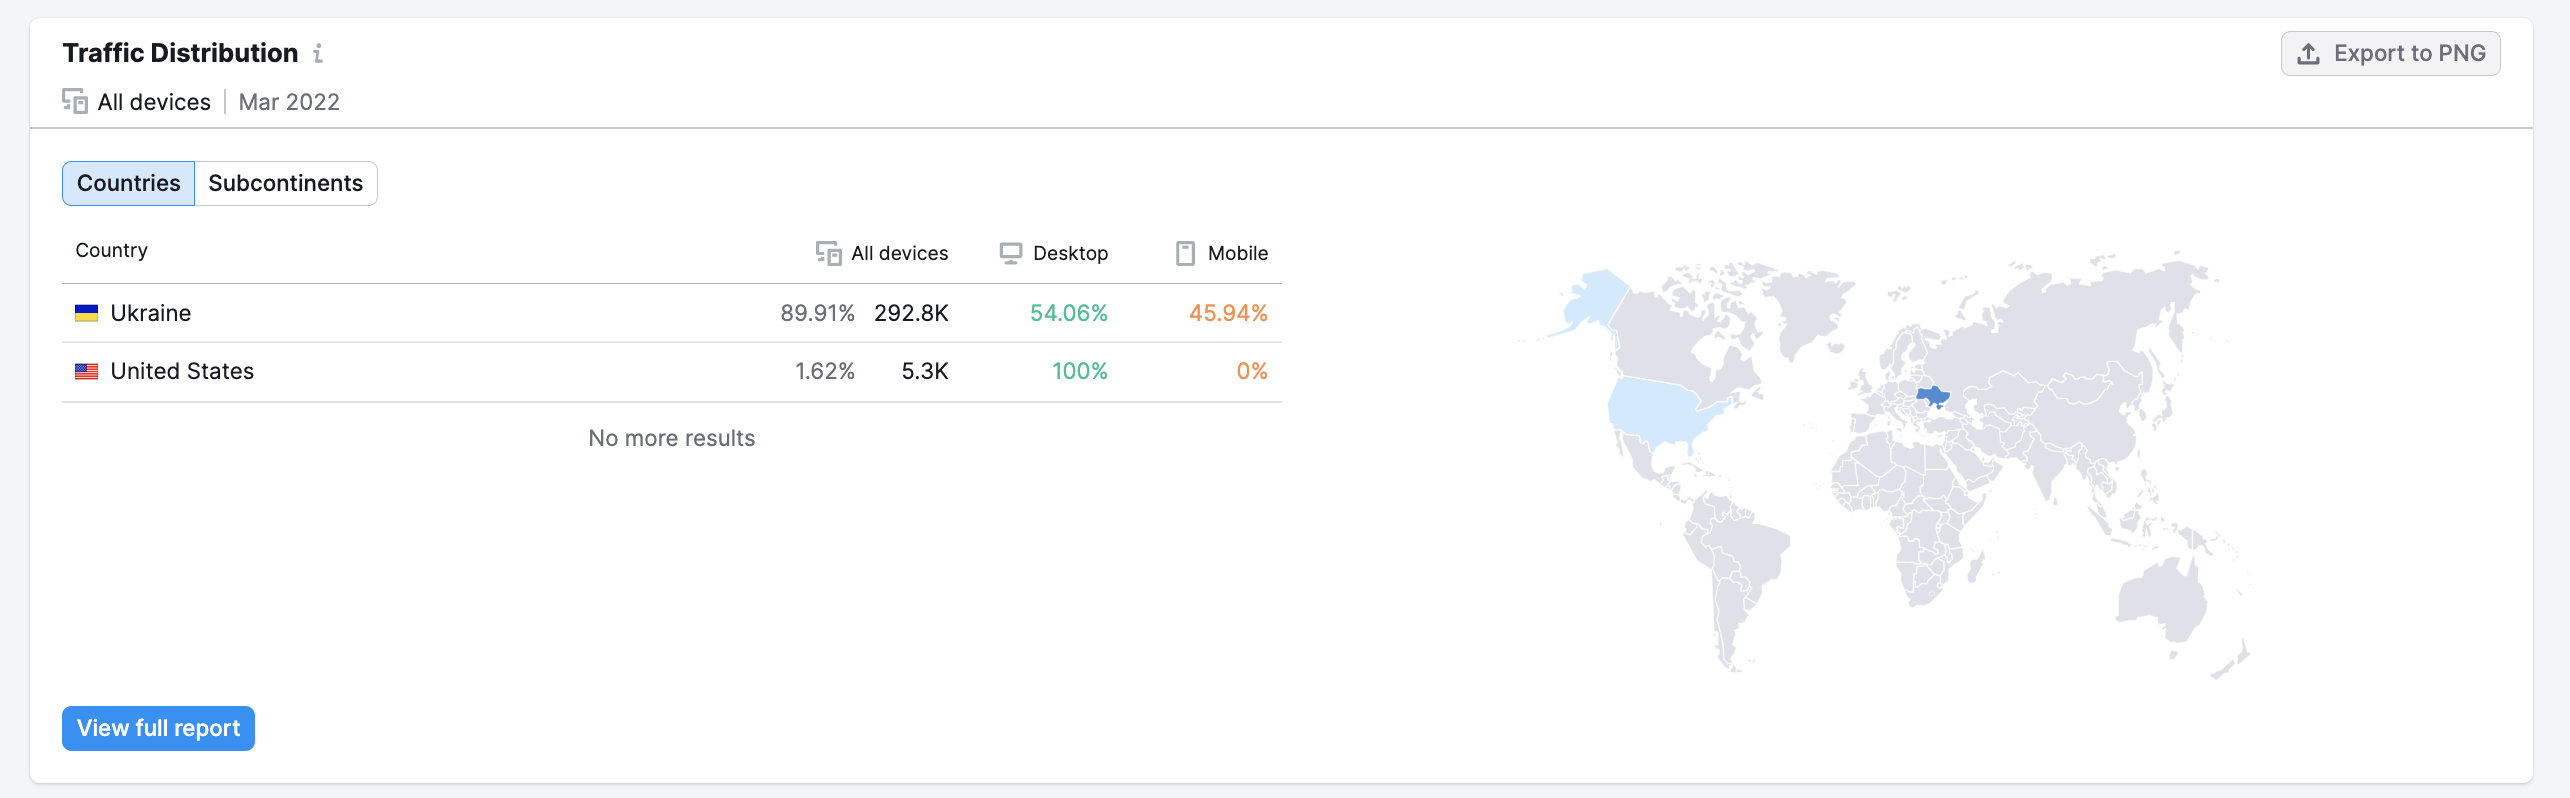 Traffic Distribution i
Export to PNG
All devices | Mar 2022
Countries Subcontinents
Country All devices Desktop Mobile
Ukraine 89.91% 292.8K 54.06% 45.94%
United States 1.62% 5.3K 100% 0%
No more results
View full report